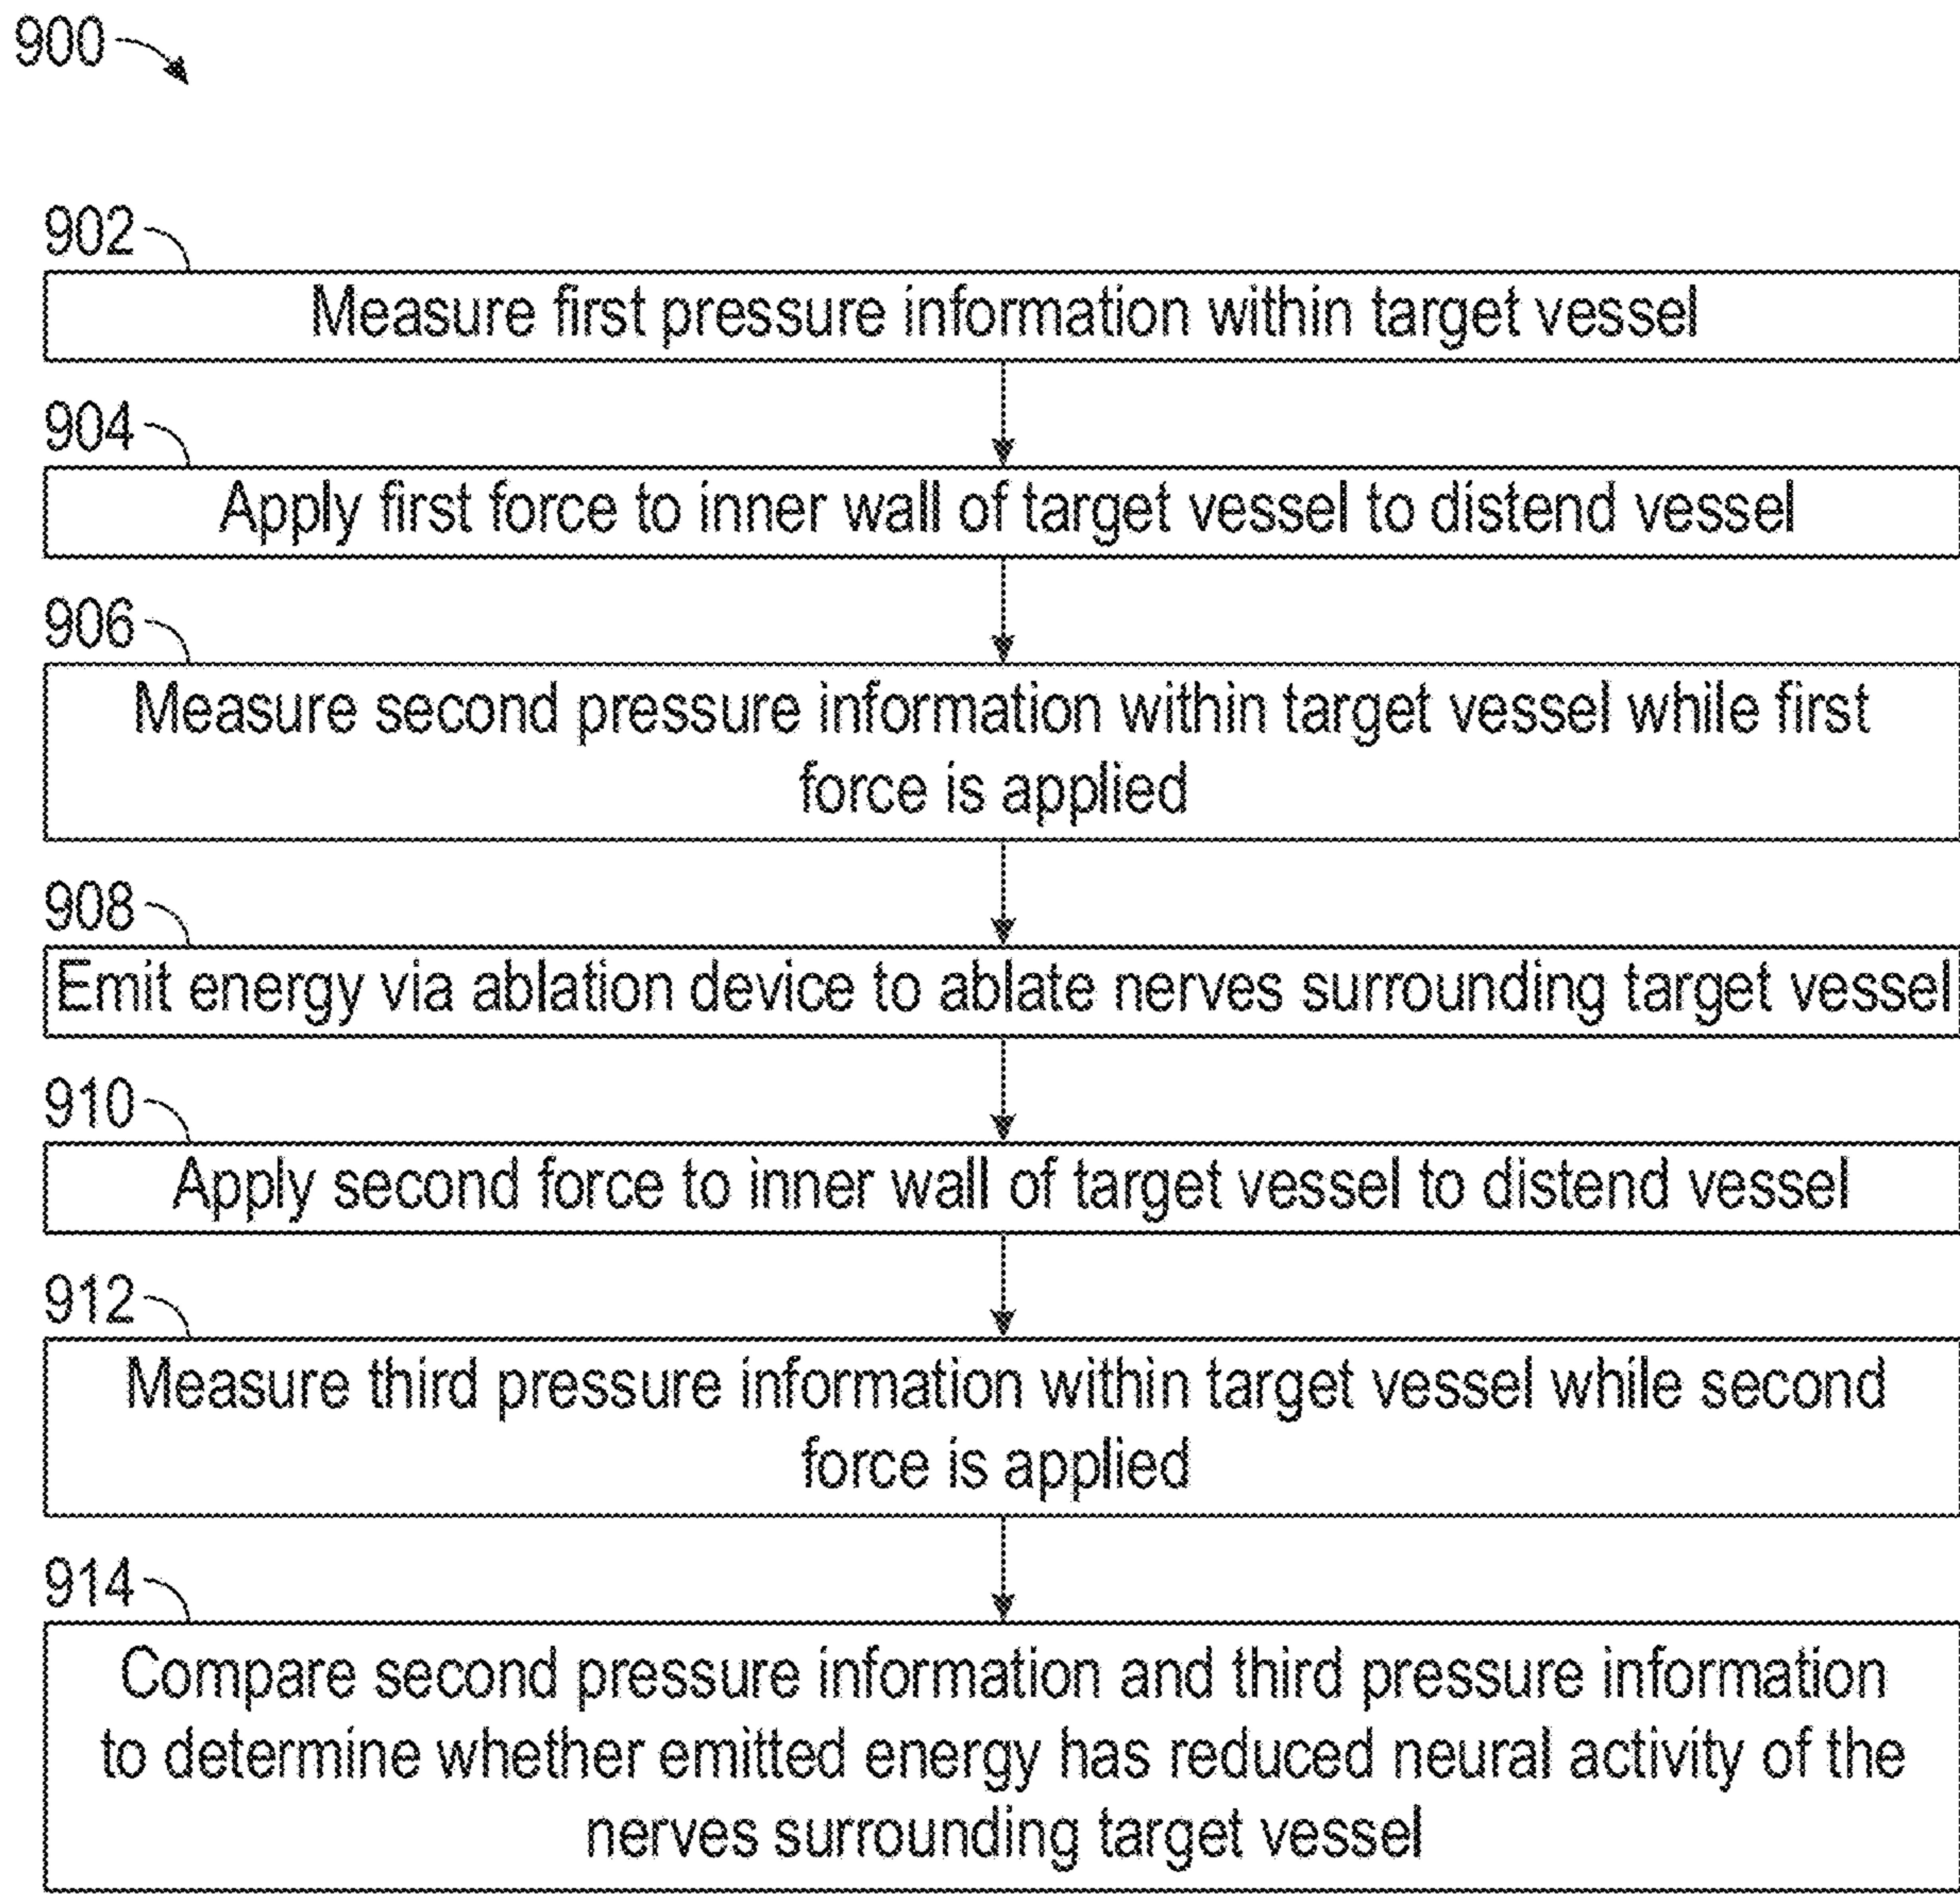 900
902
Measure first pressure information within target vessel
904
Apply first force to inner wall of target vessel to distend vessel
906
Measure second pressure information within target vessel while first
force is applied
908
Emit energy via ablation device to ablate nerves surrounding target vessel
910
Apply second force to inner wall of target vessel to distend vessel
912
Measure third pressure information within target vessel while second
force is applied
914
Compare second pressure information and third pressure information
to determine whether emitted energy has reduced neural activity of the
nerves surrounding target vessel